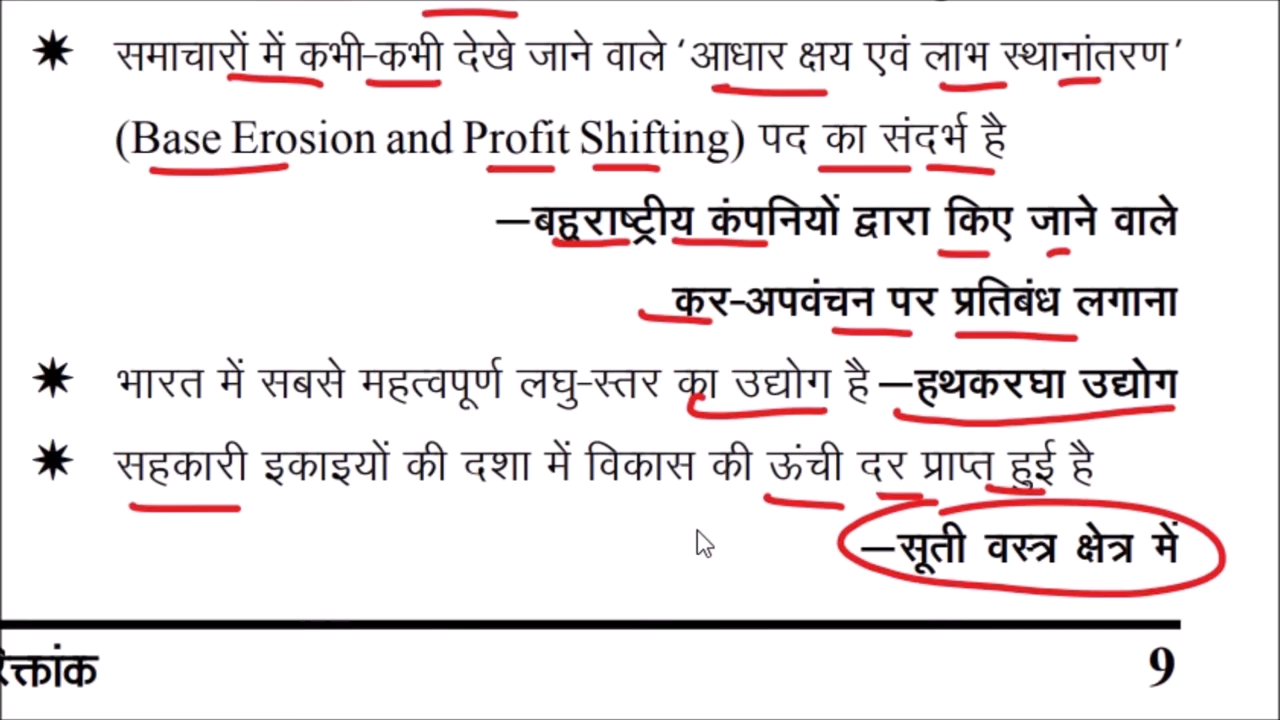 ✷ समाचारों में कभी-कभी देखे जाने वाले ‘आधार क्षय एवं लाभ स्थानांतरण’
(Base Erosion and Profit Shifting) पद का संदर्भ है
—बहुराष्ट्रीय कंपनियों द्वारा किए जाने वाले
कर-अपवंचन पर प्रतिबंध लगाना
✷ भारत में सबसे महत्वपूर्ण लघु-स्तर का उद्योग है —हथकरघा उद्योग
✷ सहकारी इकाइयों की दशा में विकास की ऊंची दर प्राप्त हुई है
—सूती वस्त्र क्षेत्र में
9